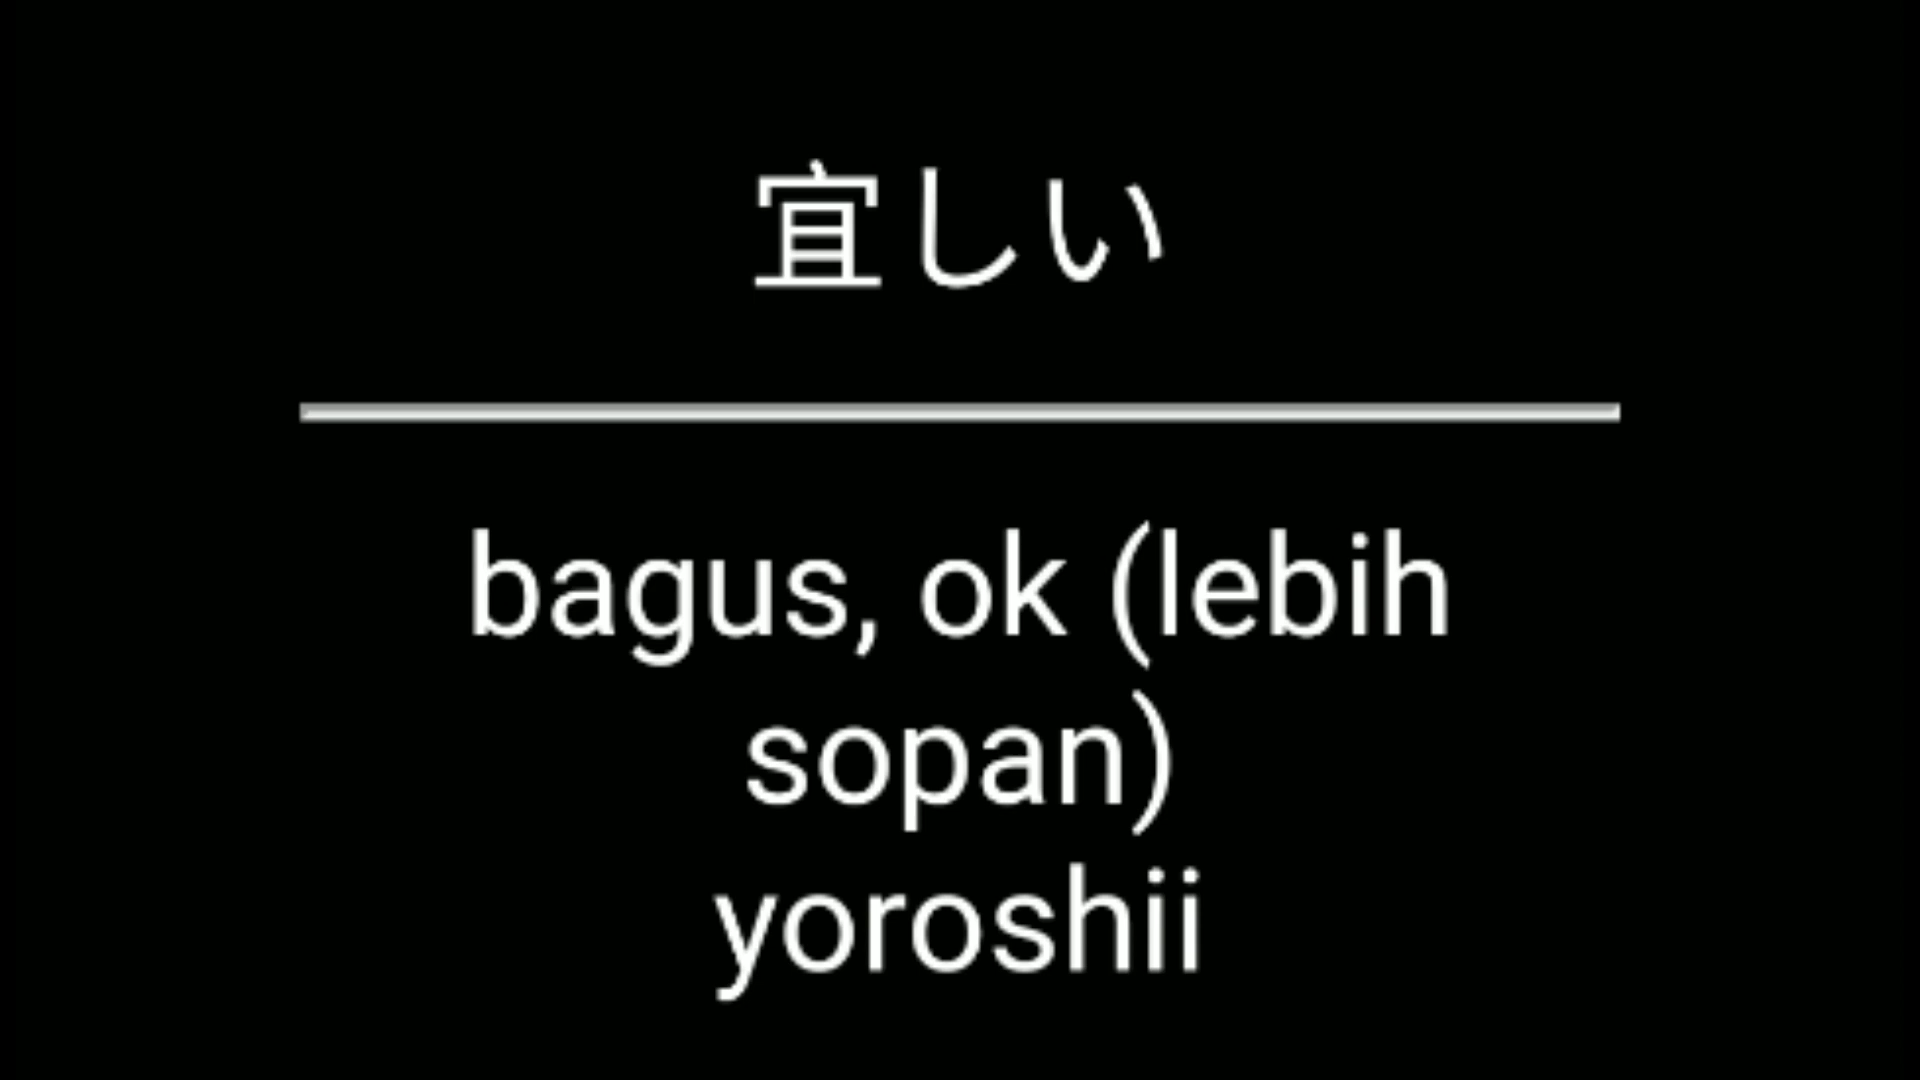 宜しい
bagus, ok (lebih
sopan)
yoroshii